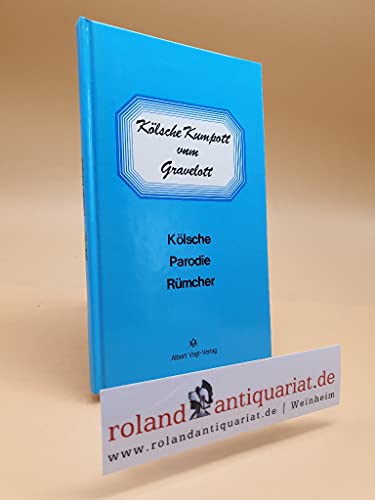 Kölsche Kumpott
vum
Gravelott
Kölsche
Parodie
Rümcher
Albert Vogt-Verlag
roland antiquariat.de
www.rolandantiquariat.de | Weinheim